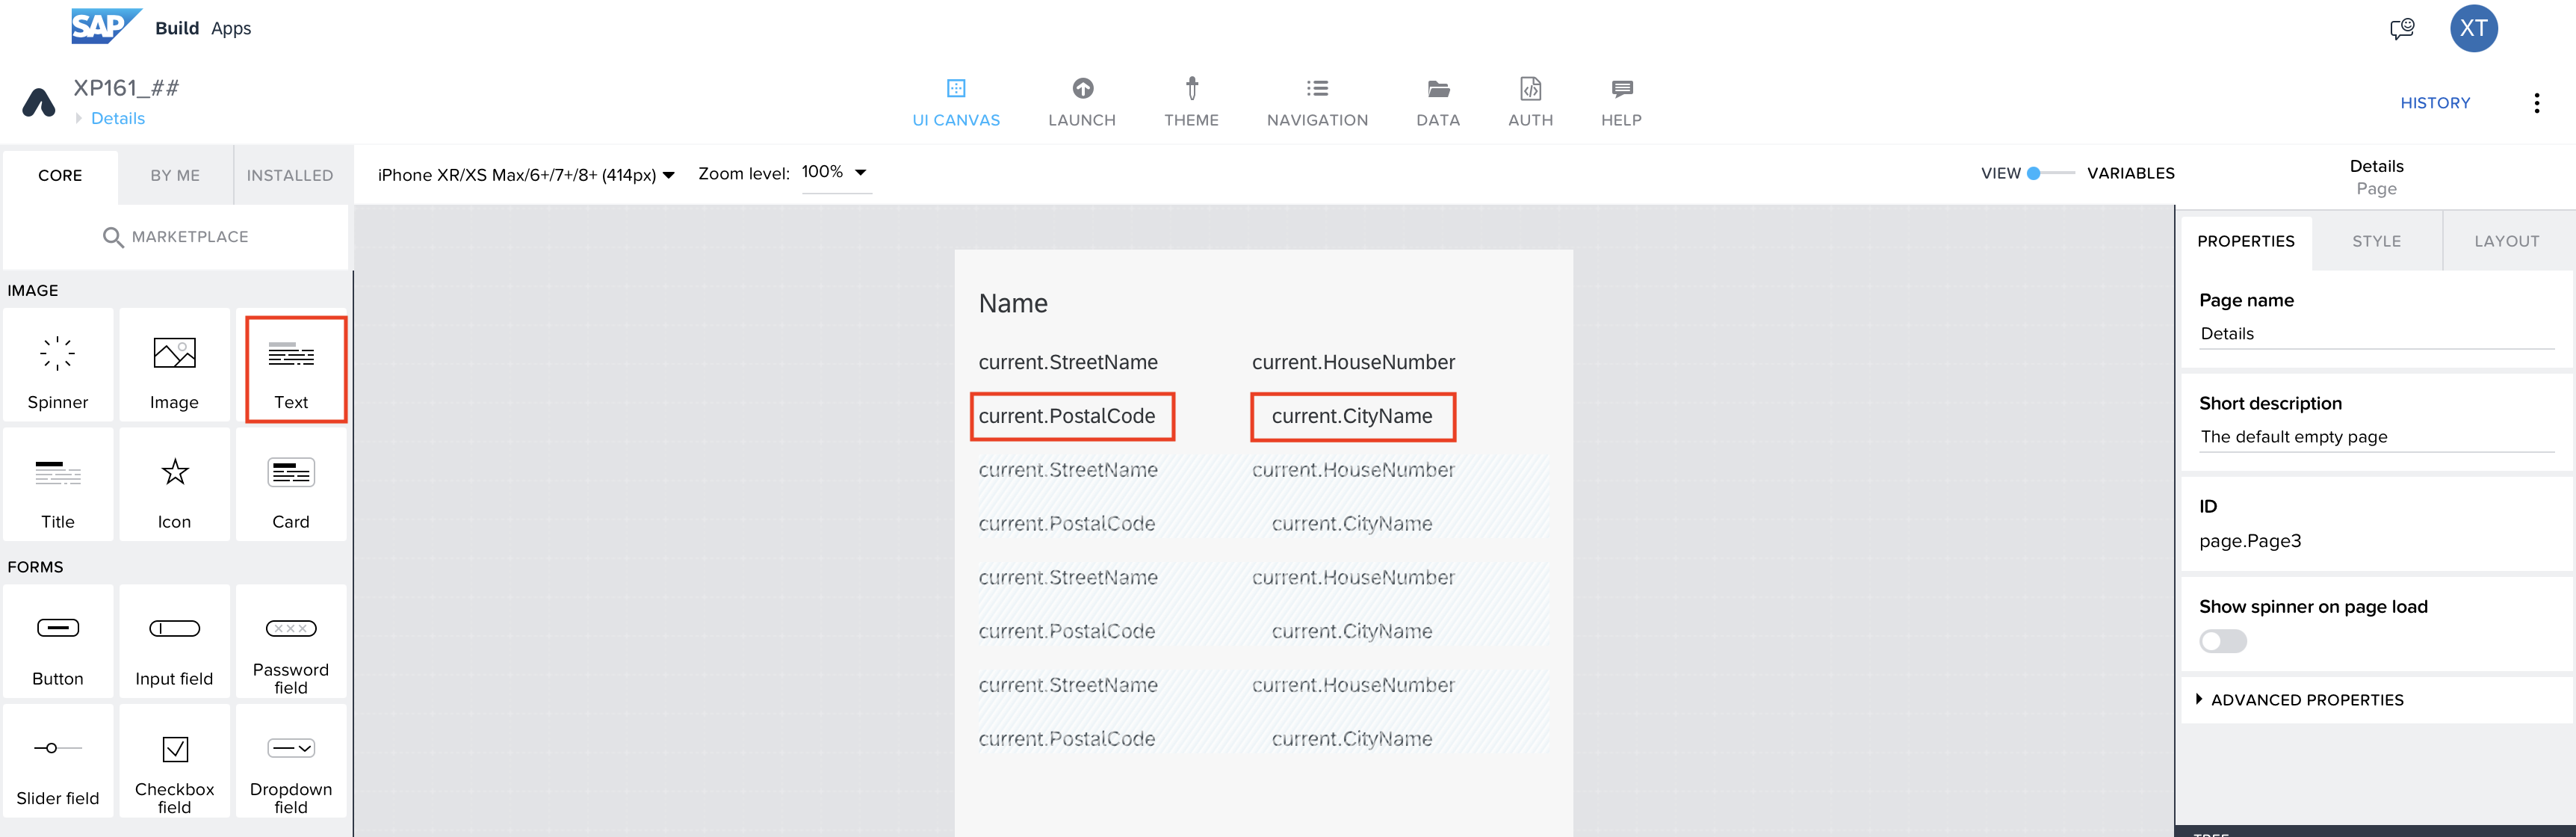 SAP Build Apps
XP161_##
Details
UI CANVAS
LAUNCH
THEME
NAVIGATION
DATA
AUTH
HELP
HISTORY
XT
CORE
BY ME
INSTALLED
MARKETPLACE
IMAGE
Spinner
Image
Text
Title
Icon
Card
FORMS
Button
Input field
Password
field
Slider field
Checkbox
field
Dropdown
field
iPhone XR/XS Max/6+/7+/8+ (414px)
Zoom level: 100%
VIEW
VARIABLES
Name
current.StreetName current.HouseNumber
current.PostalCode current.CityName
current.StreetName current.HouseNumber
current.PostalCode current.CityName
current.StreetName current.HouseNumber
current.PostalCode current.CityName
current.StreetName current.HouseNumber
current.PostalCode current.CityName
Details
Page
PROPERTIES
STYLE
LAYOUT
Page name
Details
Short description
The default empty page
ID
page.Page3
Show spinner on page load
ADVANCED PROPERTIES